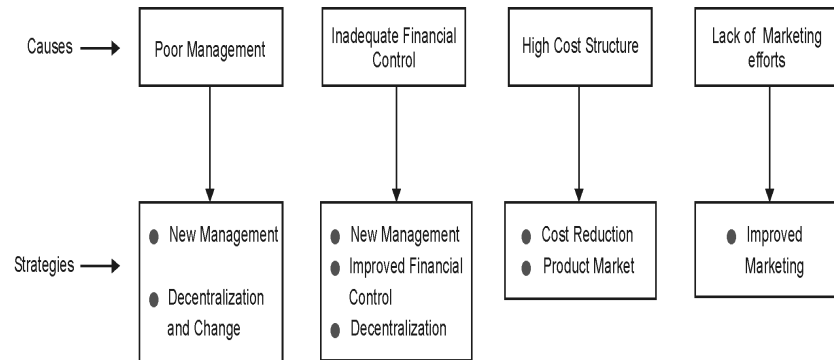 Causes
Poor Management
Inadequate Financial
Control
High Cost Structure
Lack of Marketing
efforts
Strategies
New Management
Decentralization
and Change
New Management
Improved Financial
Control
Decentralization
Cost Reduction
Product Market
Improved
Marketing